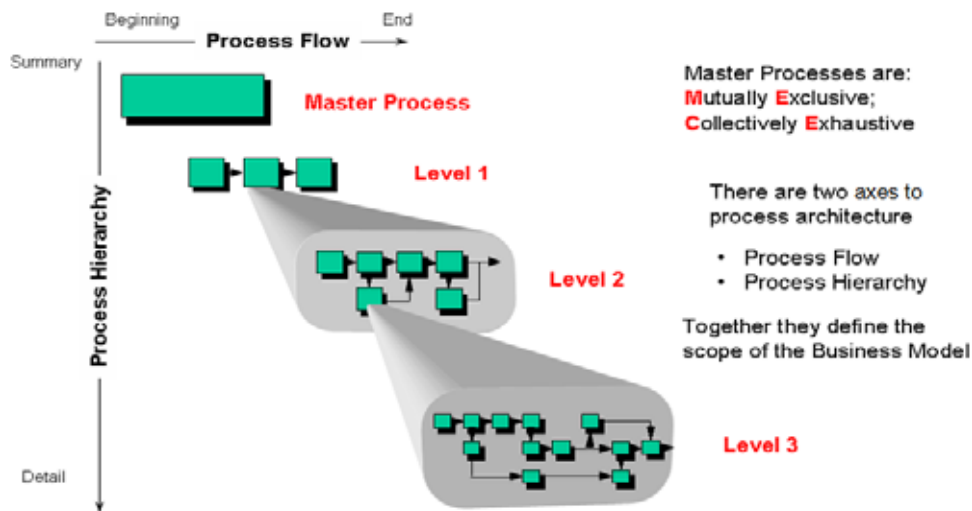 Beginning
End
Process Flow
Summary
Master Process
Master Processes are:
Mutually Exclusive;
Collectively Exhaustive
Level 1
There are two axes to
process architecture
• Process Flow
• Process Hierarchy
Process Hierarchy
Level 2
Together they define the
scope of the Business Model
Level 3
Detail